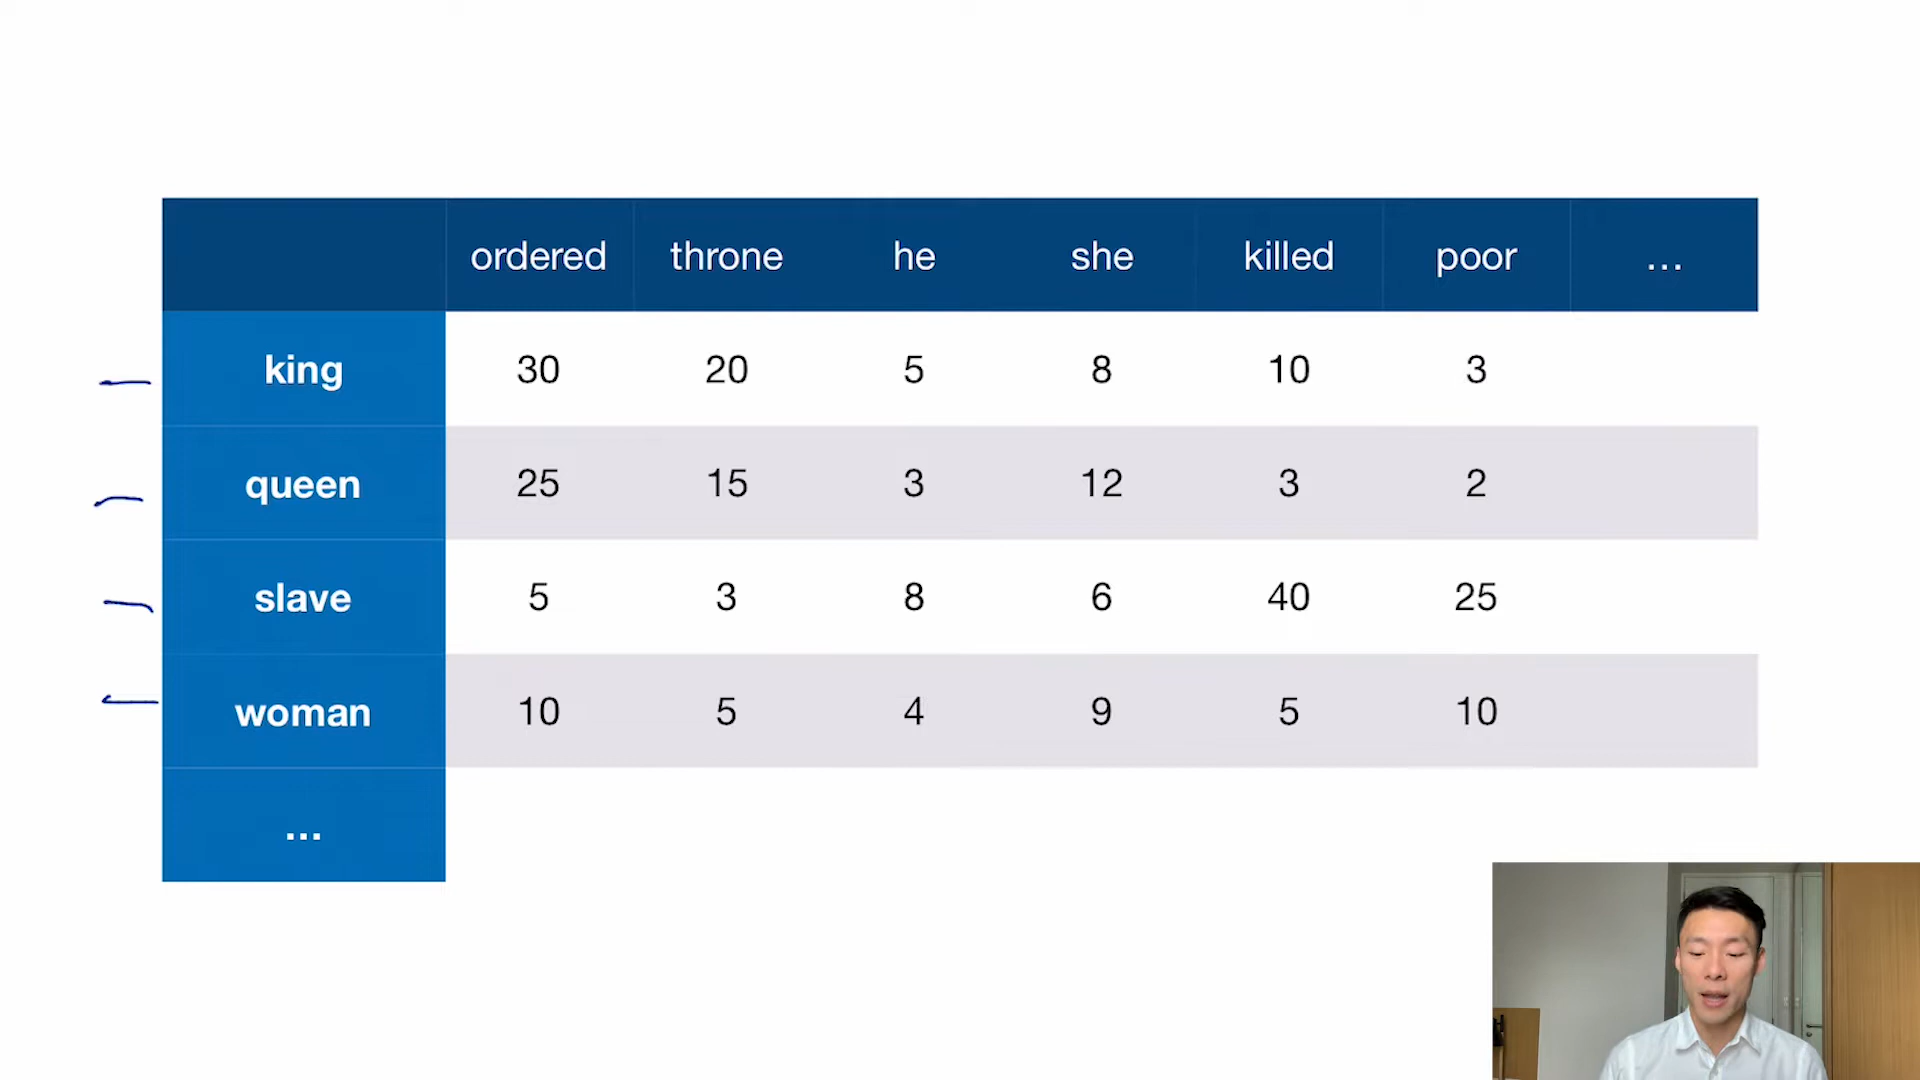 ordered throne he she killed poor ...
king 30 20 5 8 10 3
queen 25 15 3 12 3 2
slave 5 3 8 6 40 25
woman 10 5 4 9 5 10
...